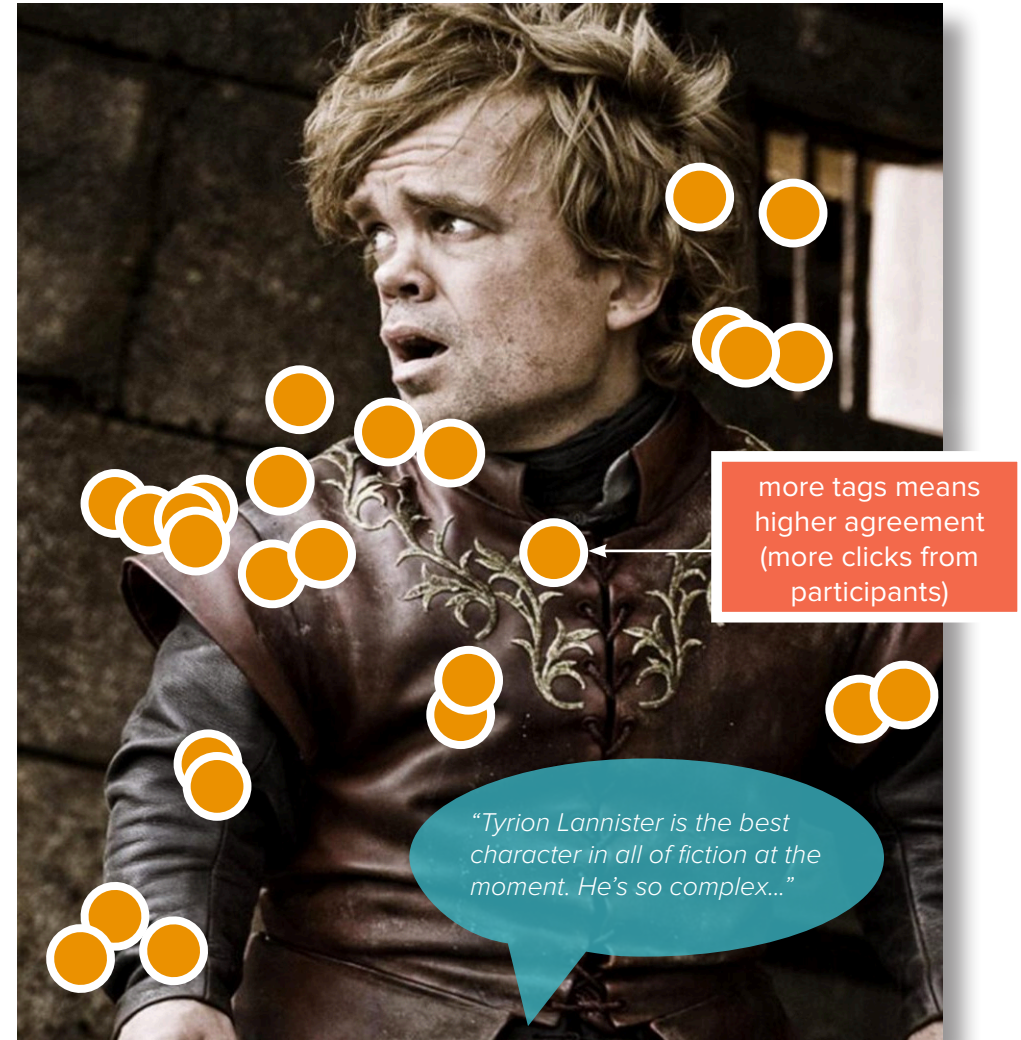 more tags means
higher agreement
(more clicks from
participants)
“Tyrion Lannister is the best
character in all of fiction at the
moment. He’s so complex...”